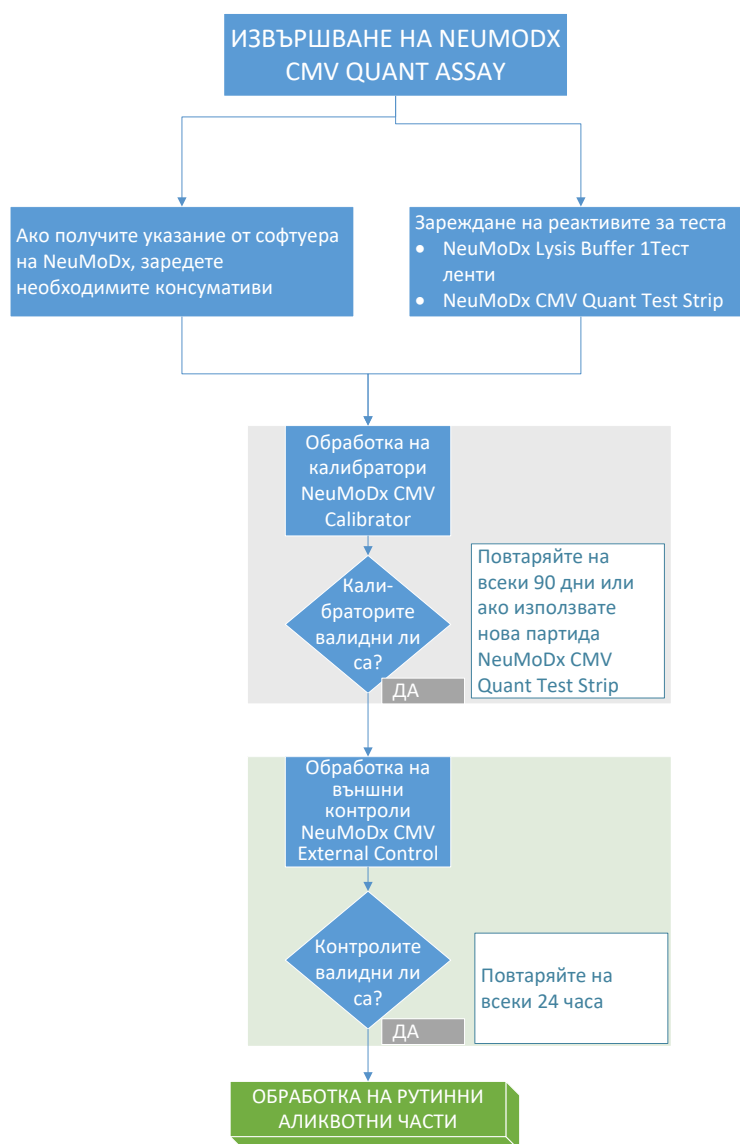 ИЗВЪРШВАНЕ НА NEUMODX
CMV QUANT ASSAY
Ако получите указание от софтуера
на NeuMoDx, заредете
необходимите консумативи
Зареждане на реактивите за теста
● NeuMoDx Lysis Buffer 1Тест
ленти
● NeuMoDx CMV Quant Test Strip
Обработка на
калибратори
NeuMoDx CMV
Calibrator
Кали-
браторите
валидни ли
са?
ДА
Повтаряйте на
всеки 90 дни или
ако използвате
нова партида
NeuMoDx CMV
Quant Test Strip
Обработка на
външни
контроли
NeuMoDx CMV
External Control
Контролите
валидни ли
са?
ДА
Повтаряйте на
всеки 24 часа
ОБРАБОТКА НА РУТИННИ
АЛИКВОТНИ ЧАСТИ